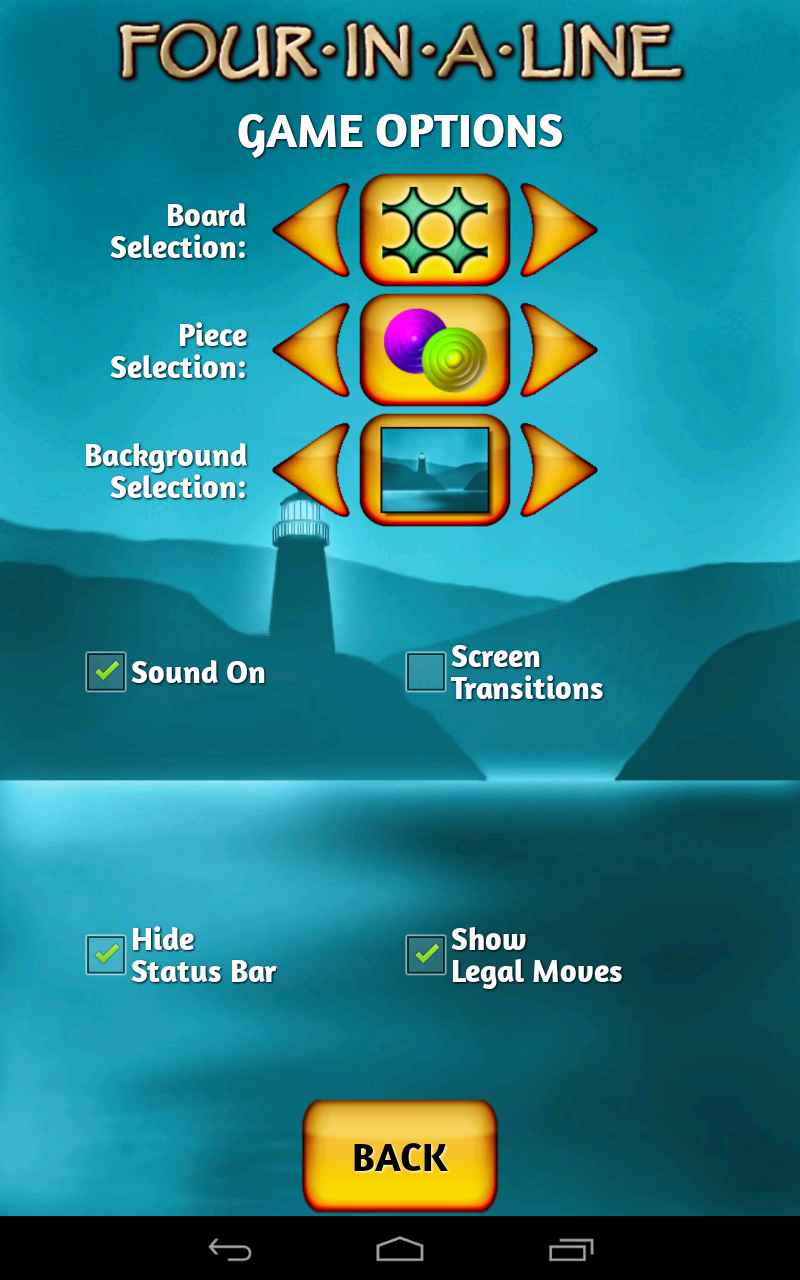 FOUR·IN·A·LINE
GAME OPTIONS
Board
Selection:
Piece
Selection:
Background
Selection:
Sound On
Screen
Transitions
Hide
Status Bar
Show
Legal Moves
BACK